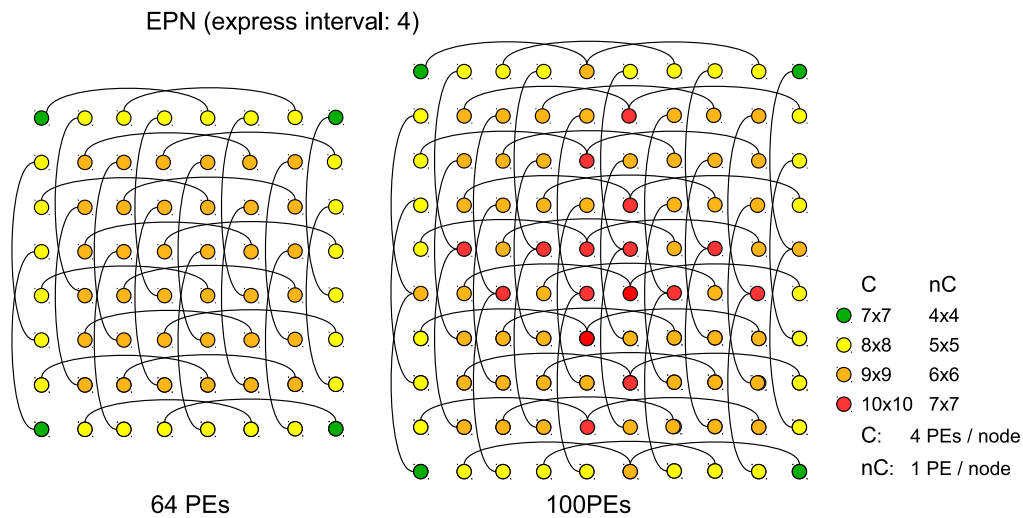 EPN (express interval: 4)
C nC
7x7 4x4
8x8 5x5
9x9 6x6
10x10 7x7
C: 4 PEs / node
nC: 1 PE / node
64 PEs
100PEs